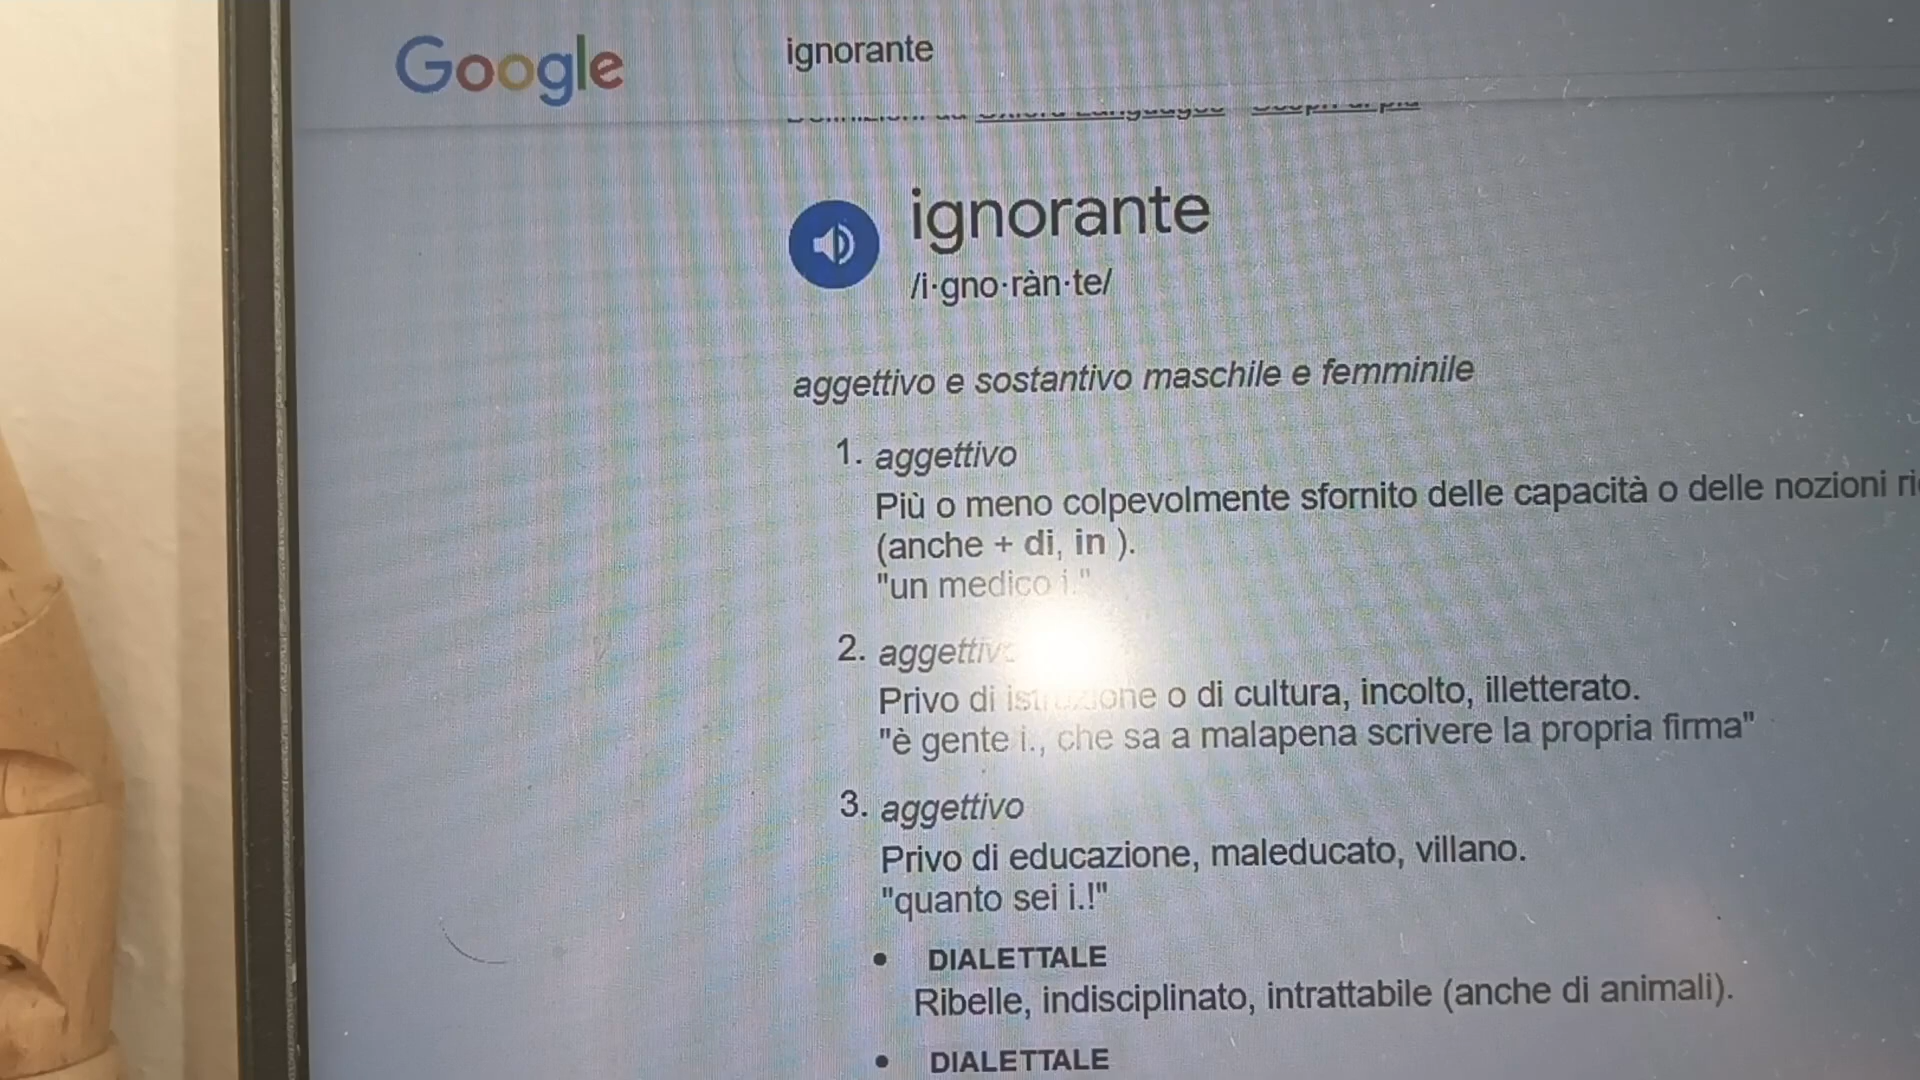 Google
ignorante
ignorante
/i·gno·ràn·te/
aggettivo e sostantivo maschile e femminile
1. aggettivo
Più o meno colpevolmente sfornito delle capacità o delle nozioni
(anche + di, in ).
"un medico i."
2. aggettivo
Privo di istruzione o di cultura, incolto, illetterato.
"è gente i., che sa a malapena scrivere la propria firma"
3. aggettivo
Privo di educazione, maleducato, villano.
"quanto sei i.!"
• DIALETTALE
Ribelle, indisciplinato, intrattabile (anche di animali).
• DIALETTALE